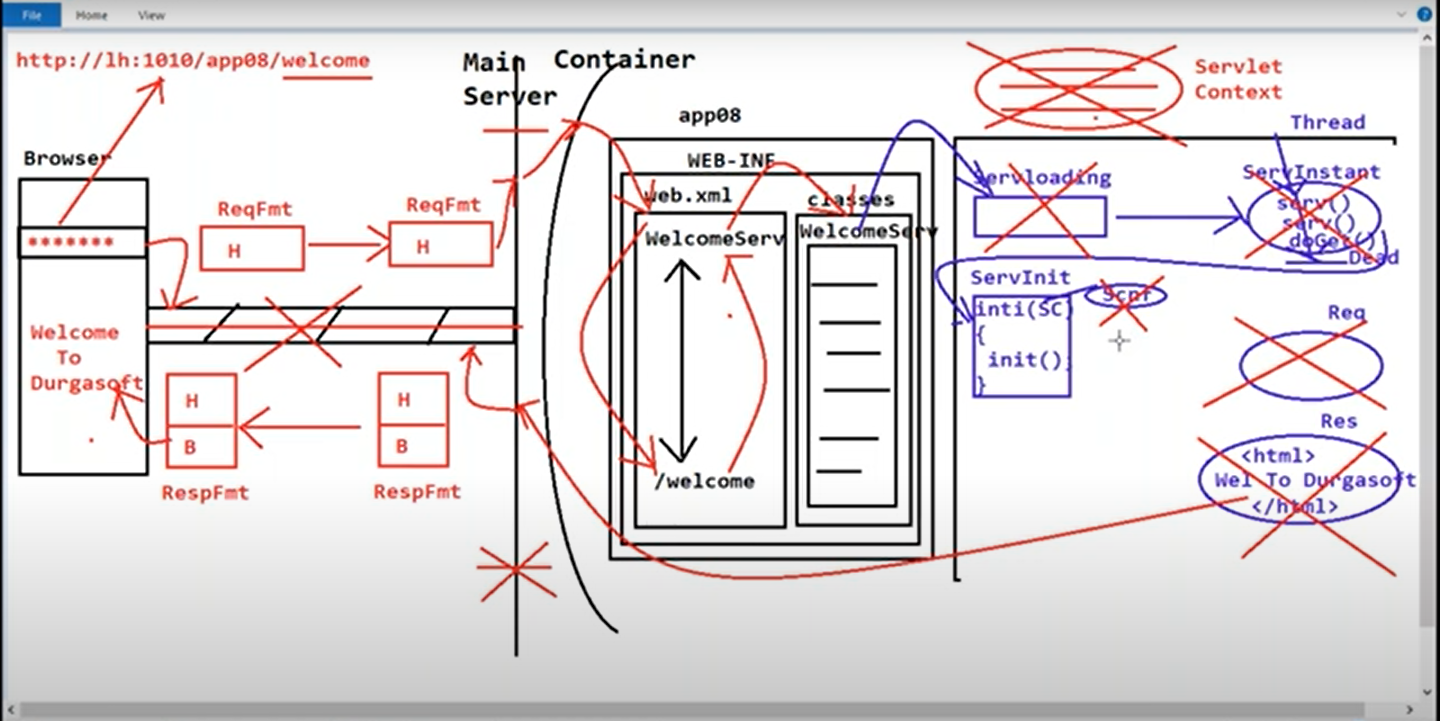 File Home View
http://lh:1010/app08/welcome
Main
Server
Container
Servlet
Context
app08
Thread
Browser
WEB-INF
web.xml
classes
Servloading
ServInstant
ReqFmt
ReqFmt
H
H
*******
WelcomeServ
WelcomeServ
serv()
serv()
doGet()
Dead
ServInit
Scnf
inti(SC)
{
init();
}
Req
Welcome
To
Durgasoft
H
B
H
B
RespFmt
RespFmt
/welcome
Res
<html>
Wel To Durgasoft
</html>